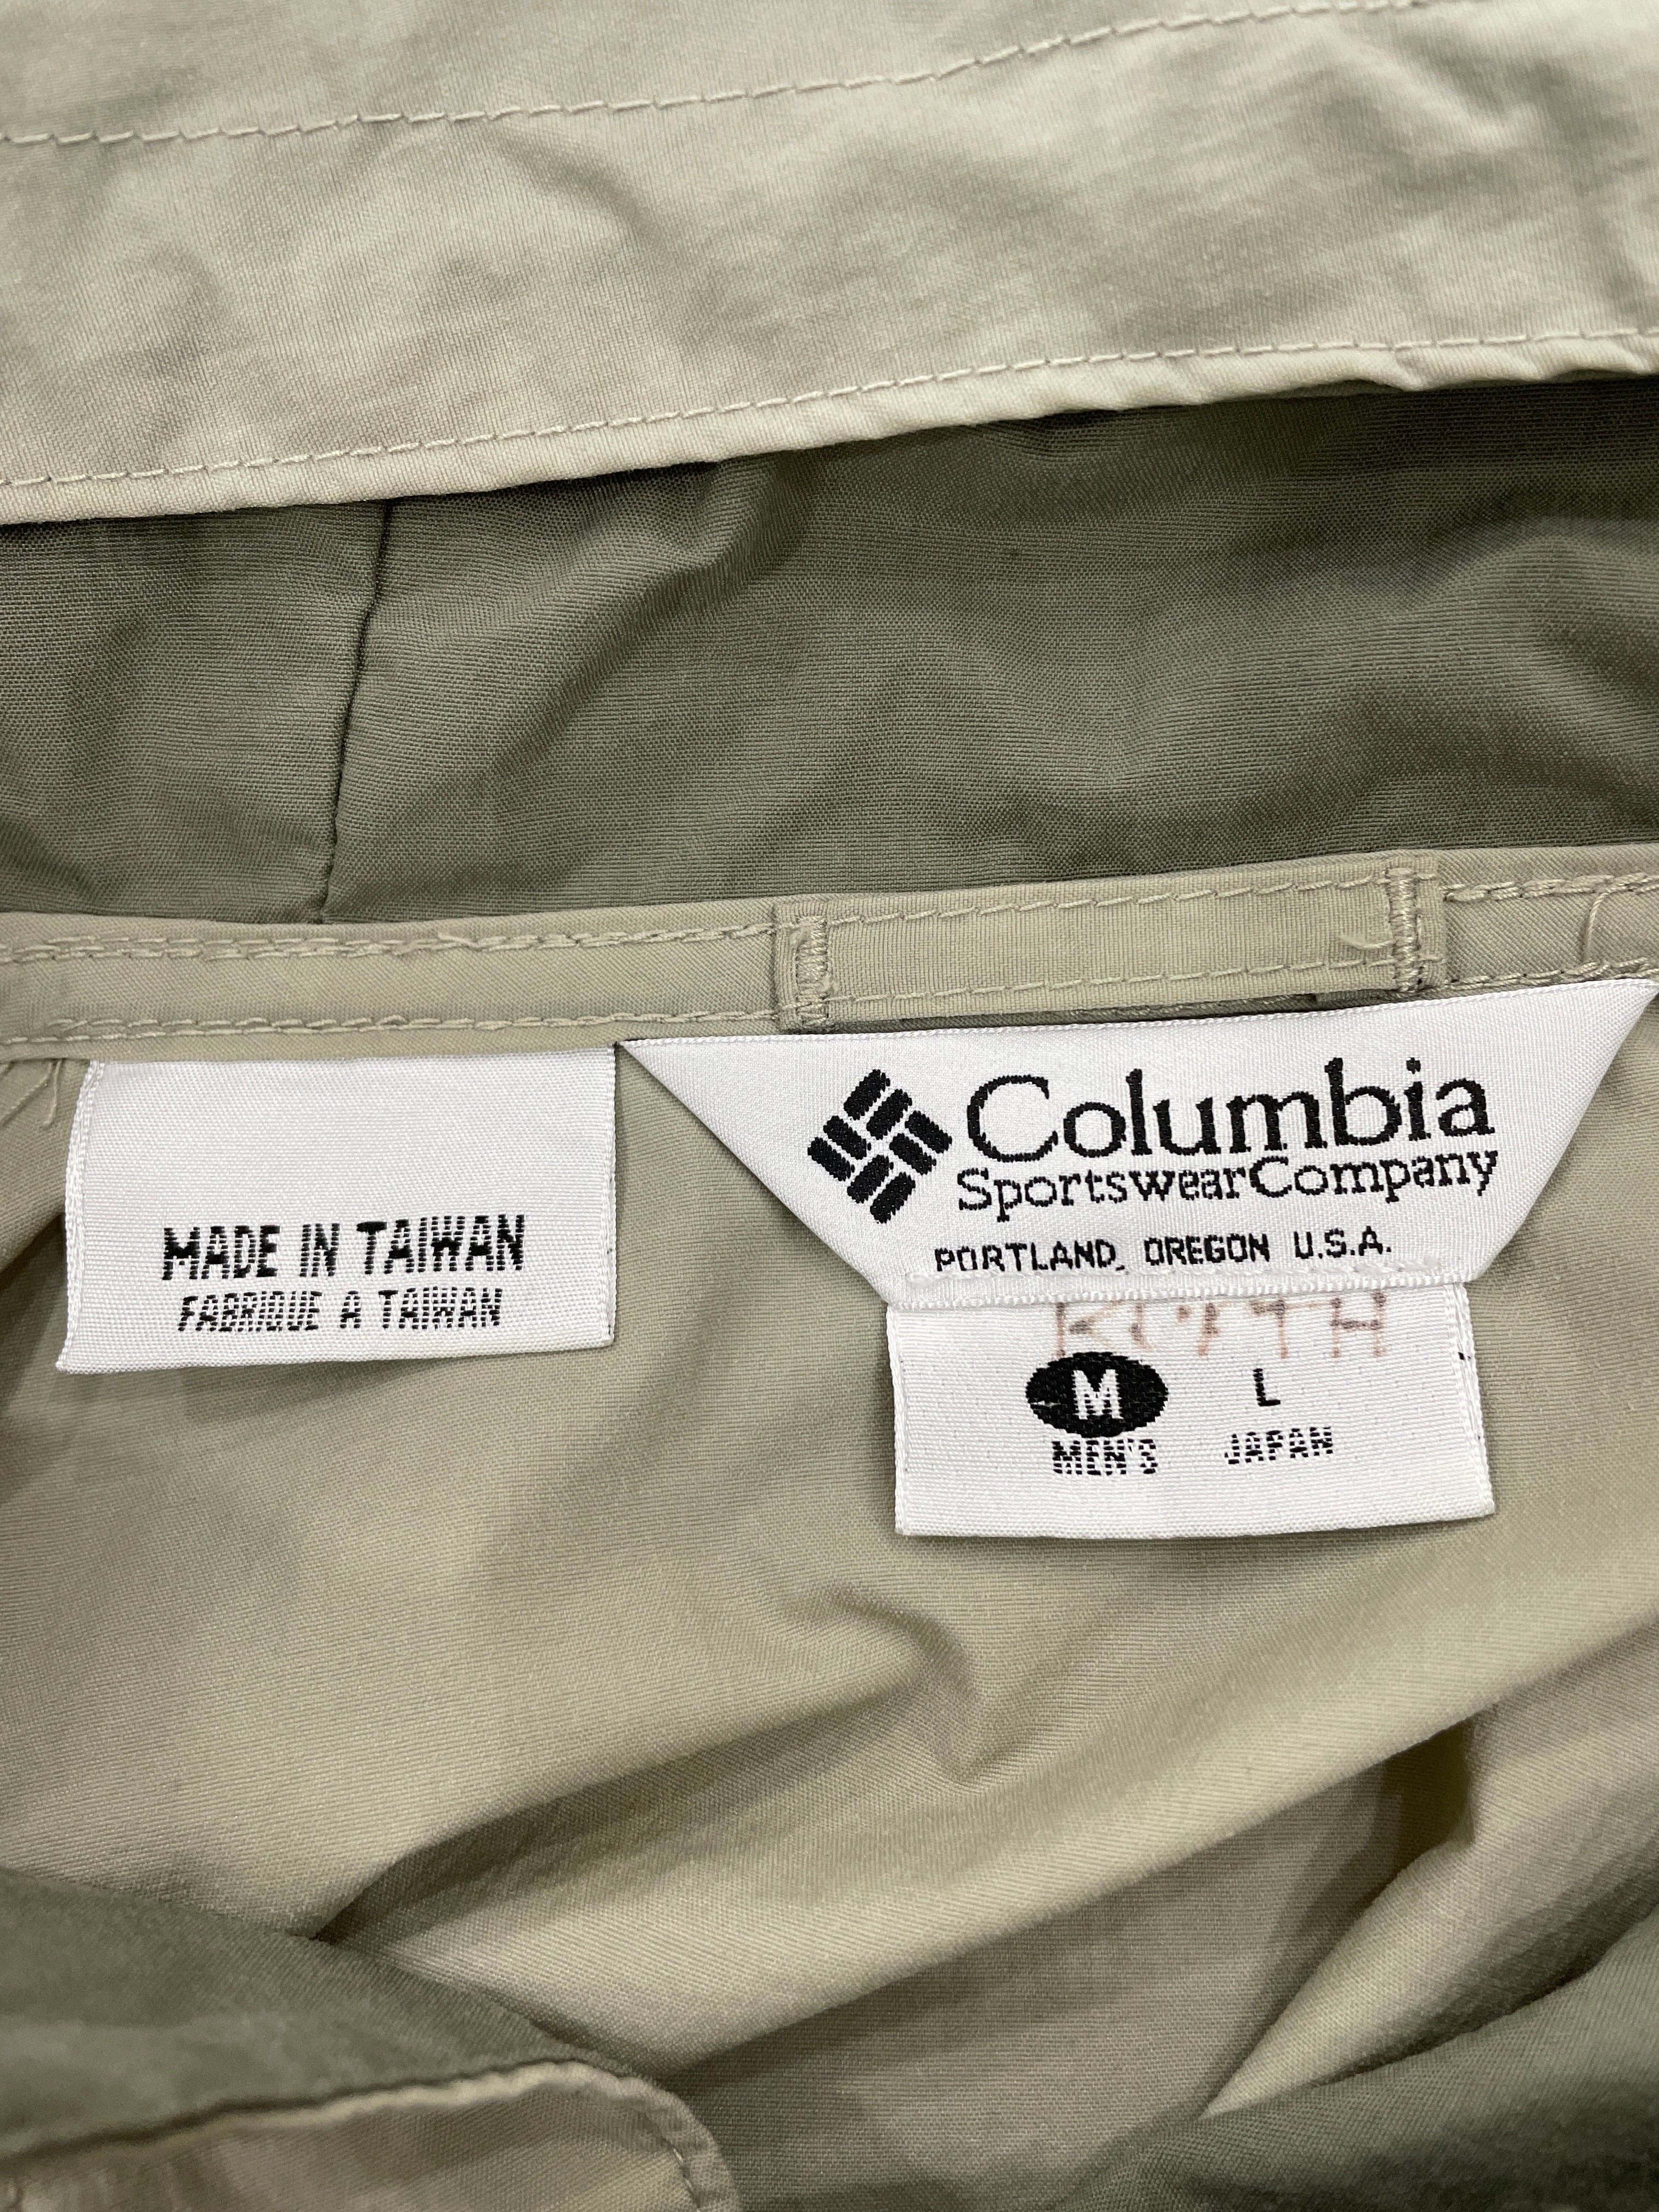 MADE IN TAIWAN
FABRIQUE A TAIWAN
Columbia
SportswearCompany
PORTLAND, OREGON U.S.A.
M L
MEN'S JAPAN